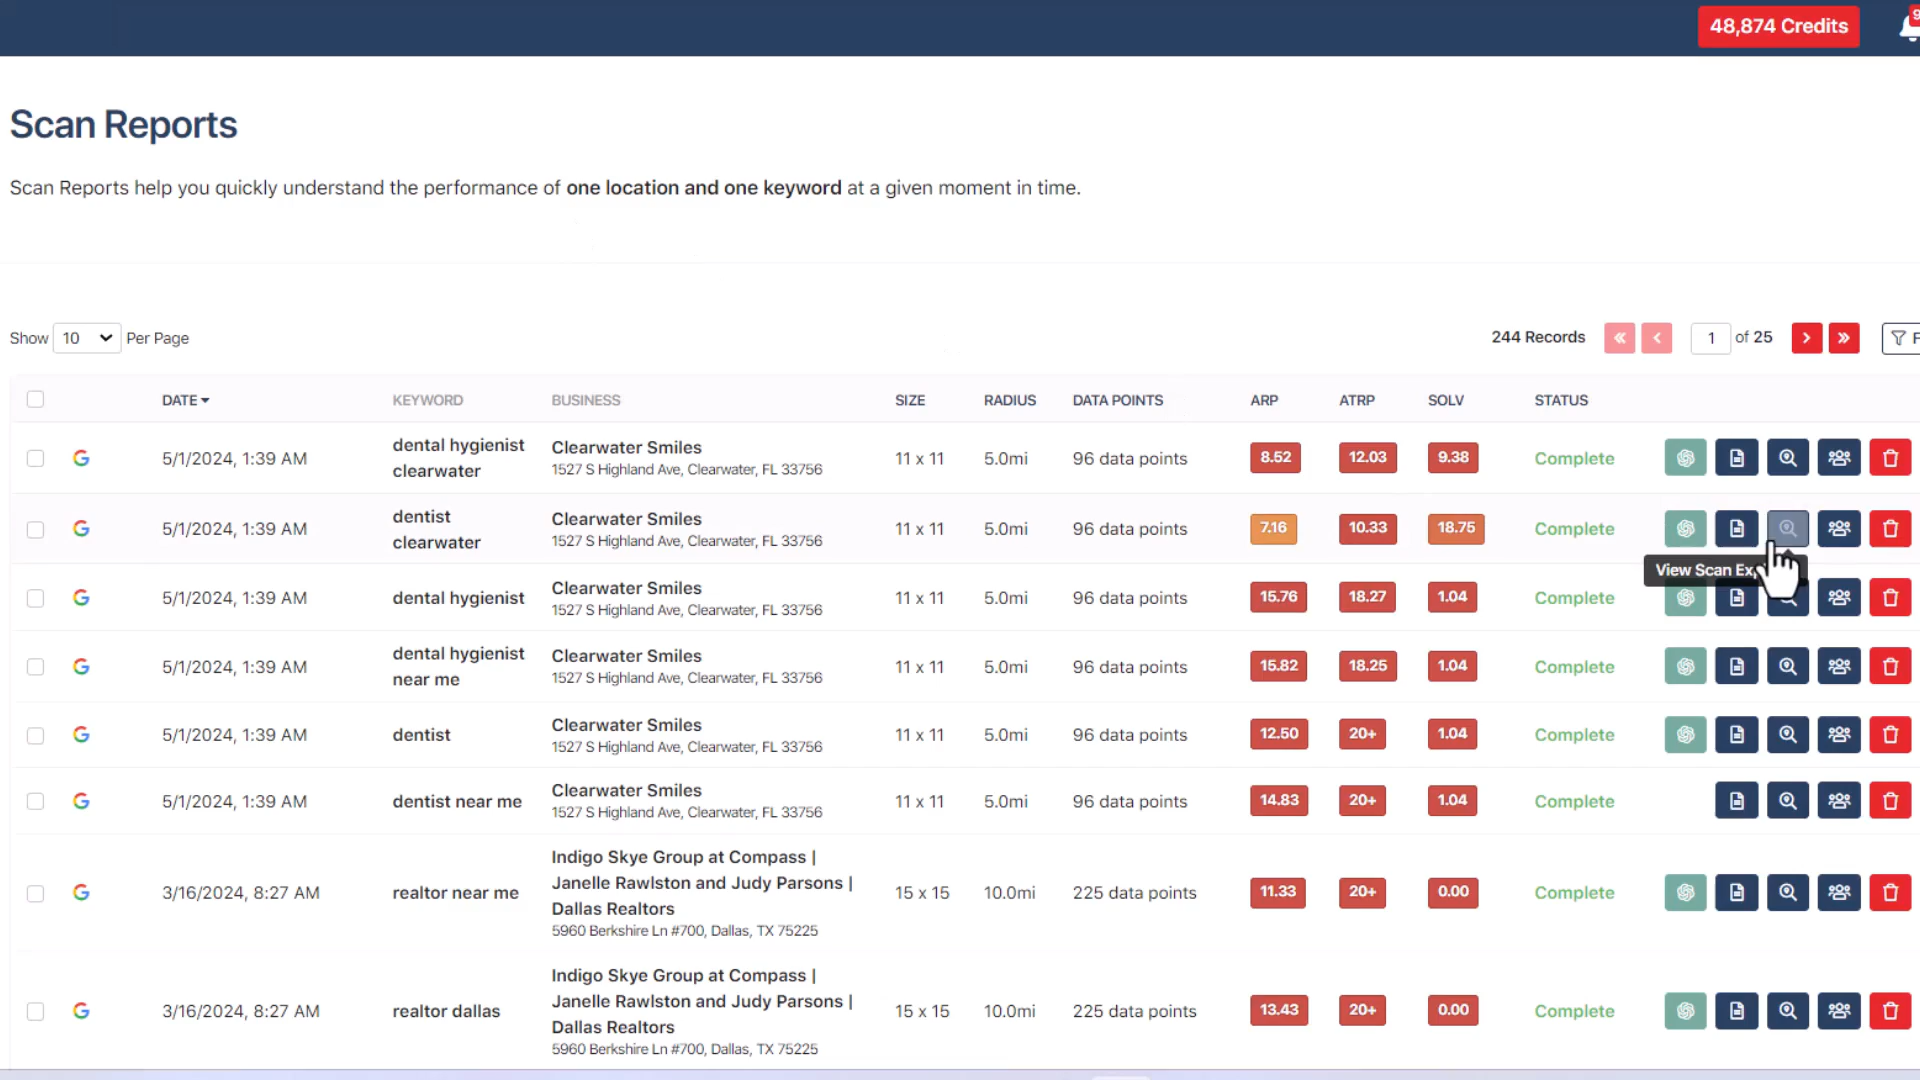 48,874 Credits
9
Scan Reports
Scan Reports help you quickly understand the performance of one location and one keyword at a given moment in time.
Show 10 Per Page
244 Records « ‹ 1 of 25 › » F
DATE KEYWORD BUSINESS SIZE RADIUS DATA POINTS ARP ATRP SOLV STATUS
5/1/2024, 1:39 AM dental hygienist clearwater Clearwater Smiles 11 x 11 5.0mi 96 data points 8.52 12.03 9.38 Complete
1527 S Highland Ave, Clearwater, FL 33756
5/1/2024, 1:39 AM dentist clearwater Clearwater Smiles 11 x 11 5.0mi 96 data points 7.16 10.33 18.75 Complete
1527 S Highland Ave, Clearwater, FL 33756
View Scan Ex
5/1/2024, 1:39 AM dental hygienist Clearwater Smiles 11 x 11 5.0mi 96 data points 15.76 18.27 1.04 Complete
1527 S Highland Ave, Clearwater, FL 33756
5/1/2024, 1:39 AM dental hygienist near me Clearwater Smiles 11 x 11 5.0mi 96 data points 15.82 18.25 1.04 Complete
1527 S Highland Ave, Clearwater, FL 33756
5/1/2024, 1:39 AM dentist Clearwater Smiles 11 x 11 5.0mi 96 data points 12.50 20+ 1.04 Complete
1527 S Highland Ave, Clearwater, FL 33756
5/1/2024, 1:39 AM dentist near me Clearwater Smiles 11 x 11 5.0mi 96 data points 14.83 20+ 1.04 Complete
1527 S Highland Ave, Clearwater, FL 33756
Indigo Skye Group at Compass |
Janelle Rawlston and Judy Parsons |
3/16/2024, 8:27 AM realtor near me Dallas Realtors 15 x 15 10.0mi 225 data points 11.33 20+ 0.00 Complete
5960 Berkshire Ln #700, Dallas, TX 75225
Indigo Skye Group at Compass |
Janelle Rawlston and Judy Parsons |
3/16/2024, 8:27 AM realtor dallas Dallas Realtors 15 x 15 10.0mi 225 data points 13.43 20+ 0.00 Complete
5960 Berkshire Ln #700, Dallas, TX 75225